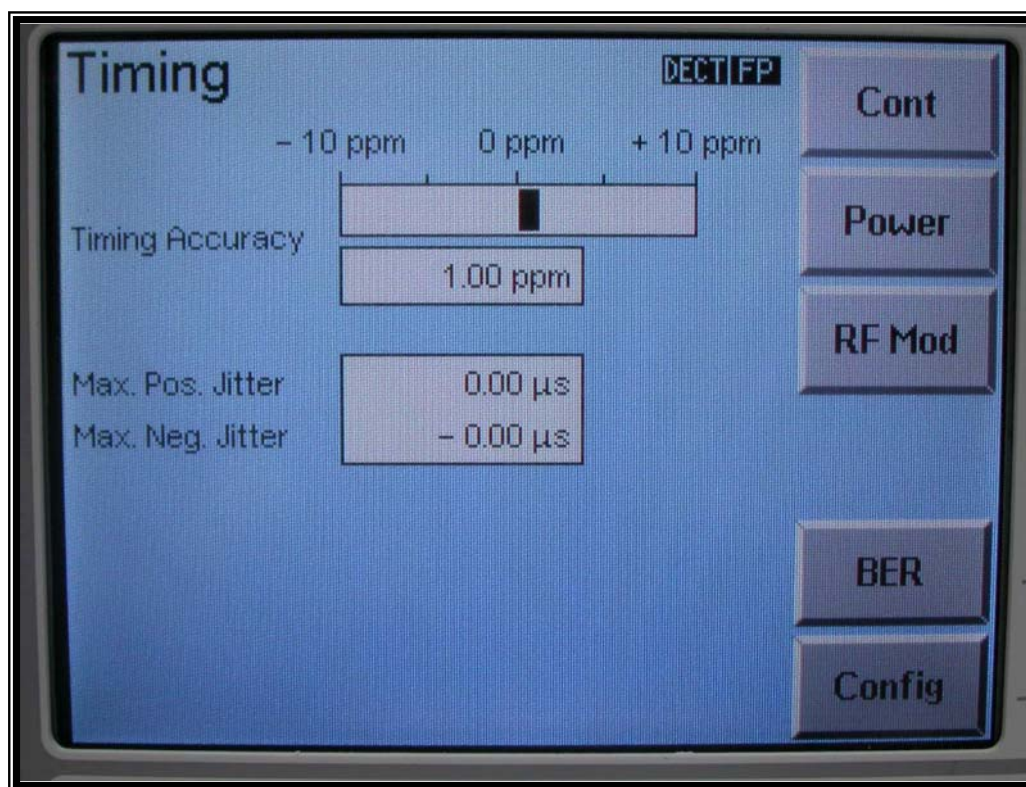 Timing
DECT FP
Cont
– 10 ppm 0 ppm + 10 ppm
Power
Timing Accuracy
1.00 ppm
RF Mod
Max. Pos. Jitter 0.00 µs
Max. Neg. Jitter – 0.00 µs
BER
Config